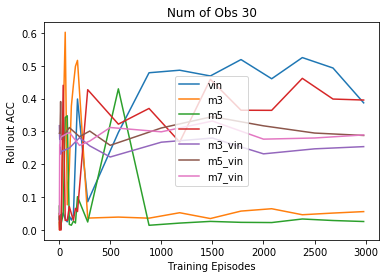 Num of Obs 30
Roll out ACC
0.6
0.5
0.4
0.3
0.2
0.1
0.0
vin
m3
m5
m7
m3_vin
m5_vin
m7_vin
0 500 1000 1500 2000 2500 3000
Training Episodes